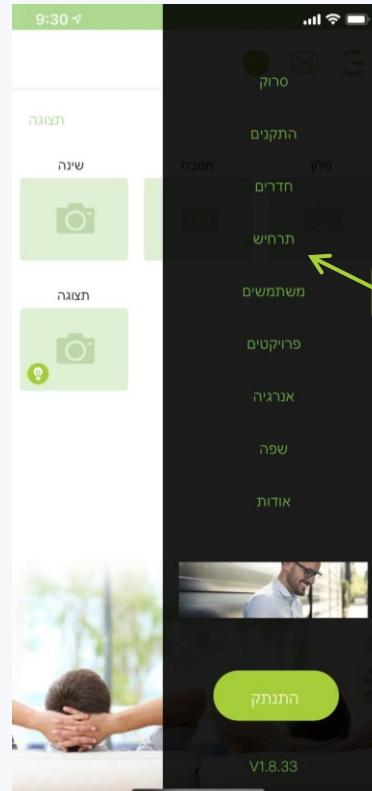 9:30
סרוק
התקנים
חדרים
תרחיש
משתמשים
פרויקטים
אנרגיה
שפה
אודות
התנתק
V1.8.33
תצוגה
סלון
מטבח
שינה
תצוגה